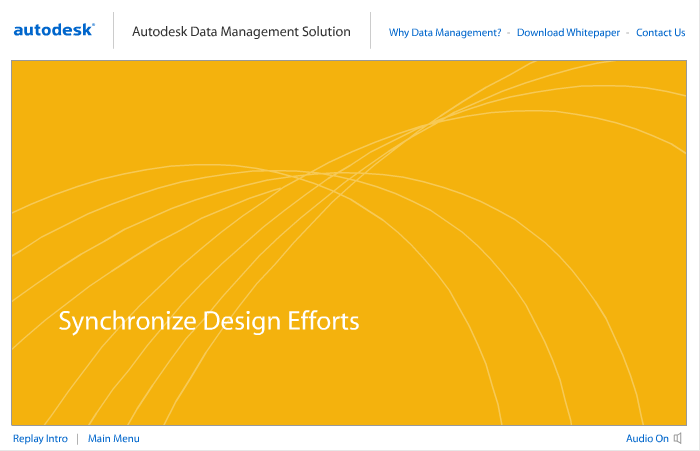 autodesk®
Autodesk Data Management Solution
Why Data Management? - Download Whitepaper - Contact Us
Synchronize Design Efforts
Replay Intro | Main Menu
Audio On